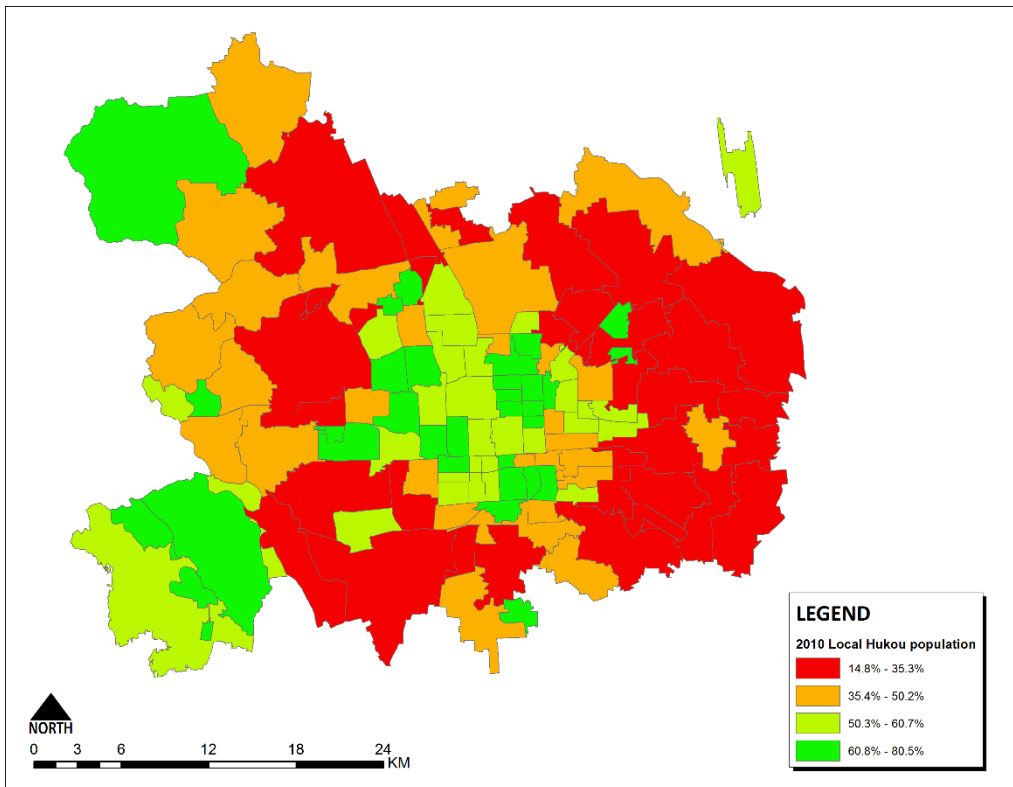 LEGEND
2010 Local Hukou population
14.8% - 35.3%
35.4% - 50.2%
50.3% - 60.7%
60.8% - 80.5%
NORTH
0 3 6 12 18 24
KM